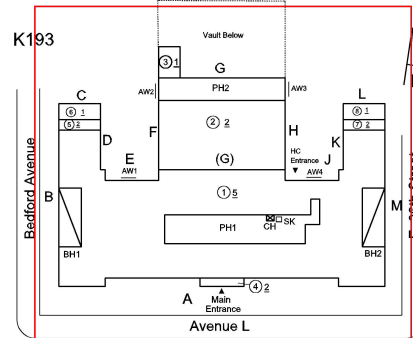 K193
Vault Below
③ 1
G
AW2
PH2
AW3
C
L
⑥ 1
⑧ 1
⑤ 2
⑦ 2
② 2
D
F
H
K
HC
Entrance
E
J
AW1
(G)
AW4
Bedford Avenue
B
① 5
M
PH1
CH
SK
BH1
BH2
④ 2
A
Main
Entrance
Avenue L